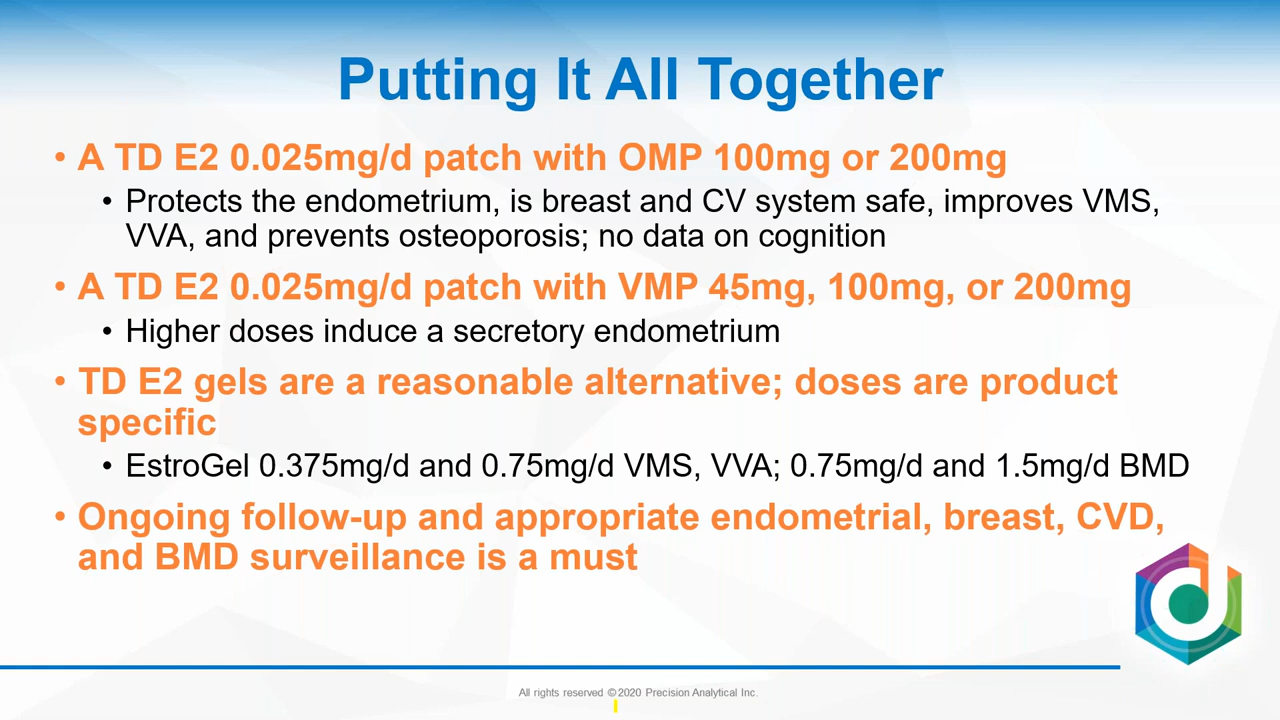 Putting It All Together
• A TD E2 0.025mg/d patch with OMP 100mg or 200mg
• Protects the endometrium, is breast and CV system safe, improves VMS,
VVA, and prevents osteoporosis; no data on cognition
• A TD E2 0.025mg/d patch with VMP 45mg, 100mg, or 200mg
• Higher doses induce a secretory endometrium
• TD E2 gels are a reasonable alternative; doses are product
specific
• EstroGel 0.375mg/d and 0.75mg/d VMS, VVA; 0.75mg/d and 1.5mg/d BMD
• Ongoing follow-up and appropriate endometrial, breast, CVD,
and BMD surveillance is a must
All rights reserved ©2020 Precision Analytical Inc.